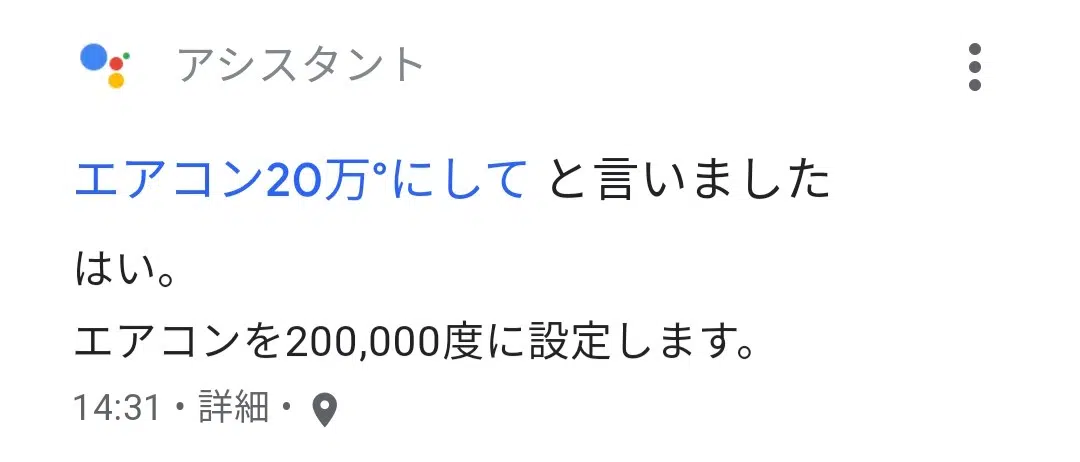 アシスタント
エアコン20万°にして と言いました
はい。
エアコンを200,000度に設定します。
14:31・詳細・